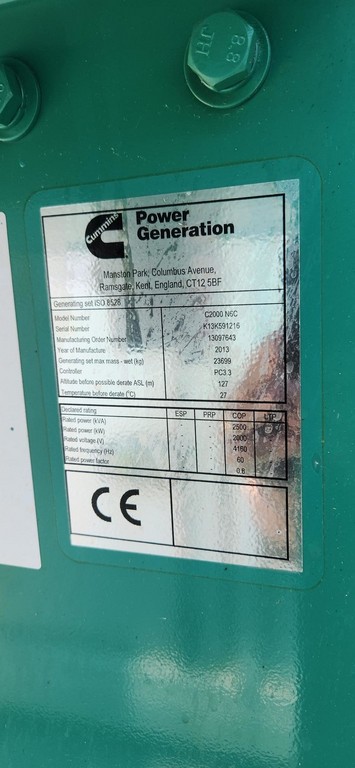 8.8
HT
Cummins
Power
Generation
Manston Park, Columbus Avenue,
Ramsgate, Kent, England, CT12 5BF
Generating set ISO 8528
Model Number C2000 N6C
Serial Number K13K591216
Manufacturing Order Number 13097643
Year of Manufacture 2013
Generating set max mass - wet (kg) 23699
Controller PC3.3
Altitude before possible derate ASL (m) 127
Temperature before derate (°C) 27
Declared rating ESP PRP COP LTP
Rated power (kVA) - - 2500
Rated power (kW) - - 2000
Rated voltage (V) - - 4160
Rated frequency (Hz) - - 60
Rated power factor - - 0.8
CE